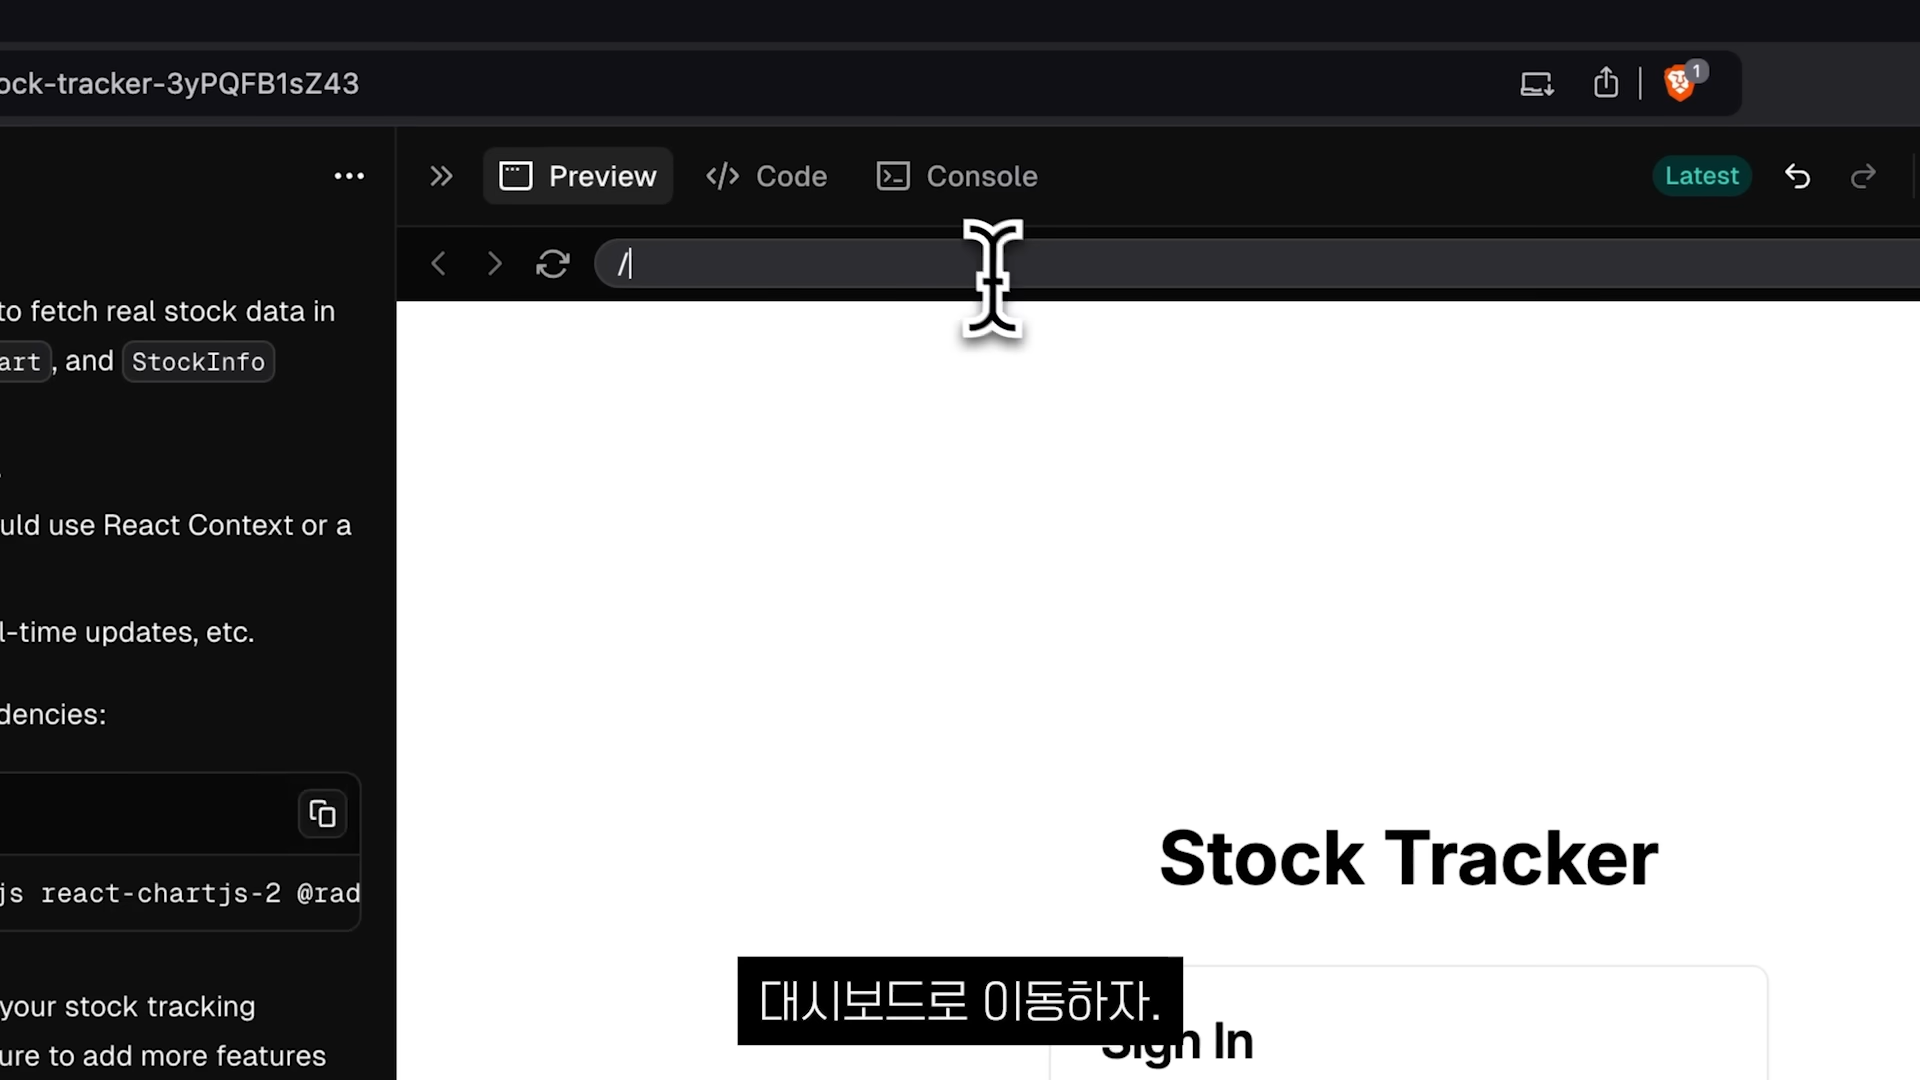 ock-tracker-3yPQFB1sZ43
1
Preview
Code
Console
Latest
/
to fetch real stock data in
art, and StockInfo
uld use React Context or a
l-time updates, etc.
dencies:
js react-chartjs-2 @rad
your stock tracking
ure to add more features
Stock Tracker
Sign In
대시보드로 이동하자.